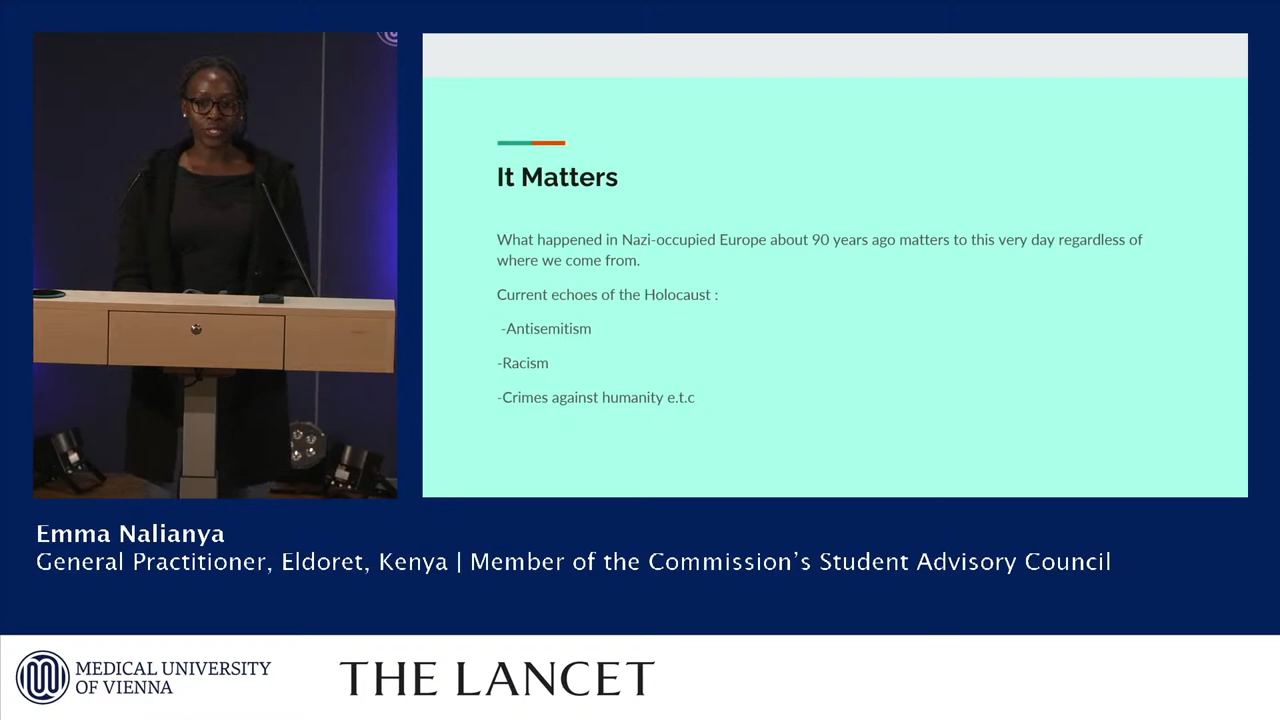 It Matters
What happened in Nazi-occupied Europe about 90 years ago matters to this very day regardless of
where we come from.
Current echoes of the Holocaust :
-Antisemitism
-Racism
-Crimes against humanity e.t.c
Emma Nalianya
General Practitioner, Eldoret, Kenya | Member of the Commission’s Student Advisory Council
MEDICAL UNIVERSITY
OF VIENNA
THE LANCET